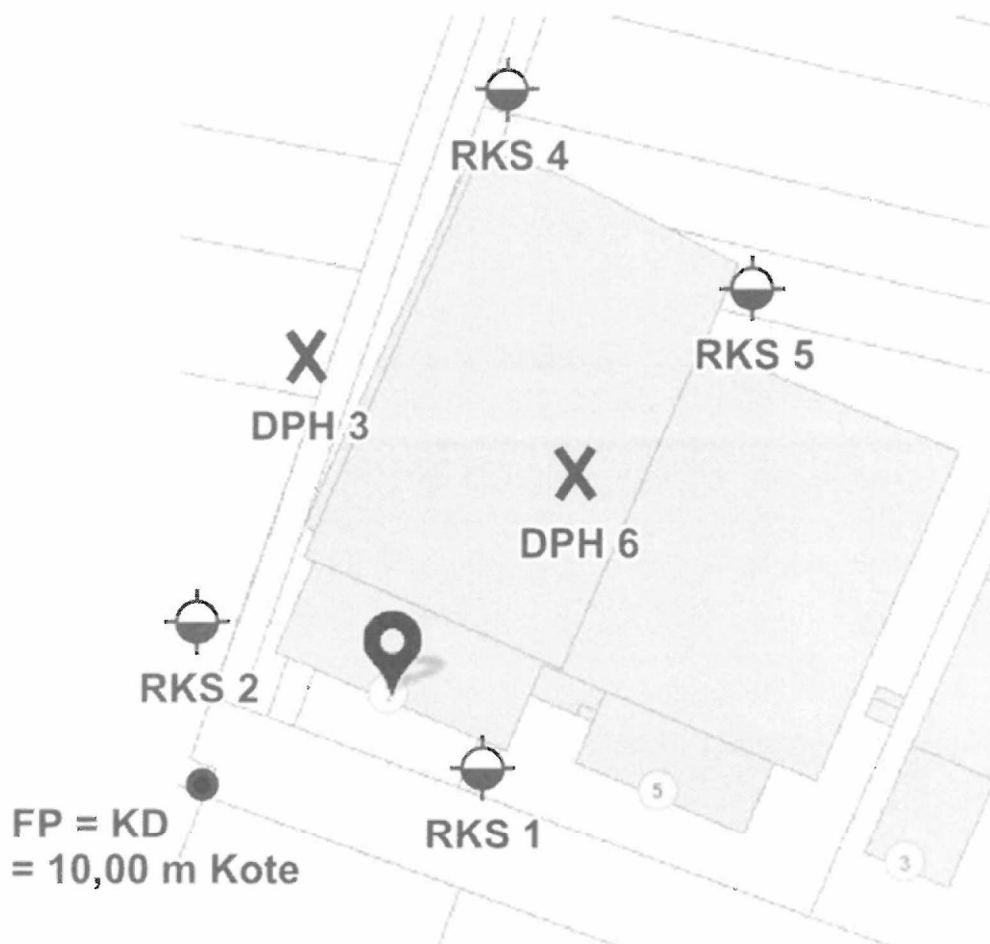 RKS 4
RKS 5
DPH 3
DPH 6
RKS 2
5
FP = KD
= 10,00 m Kote
RKS 1
3